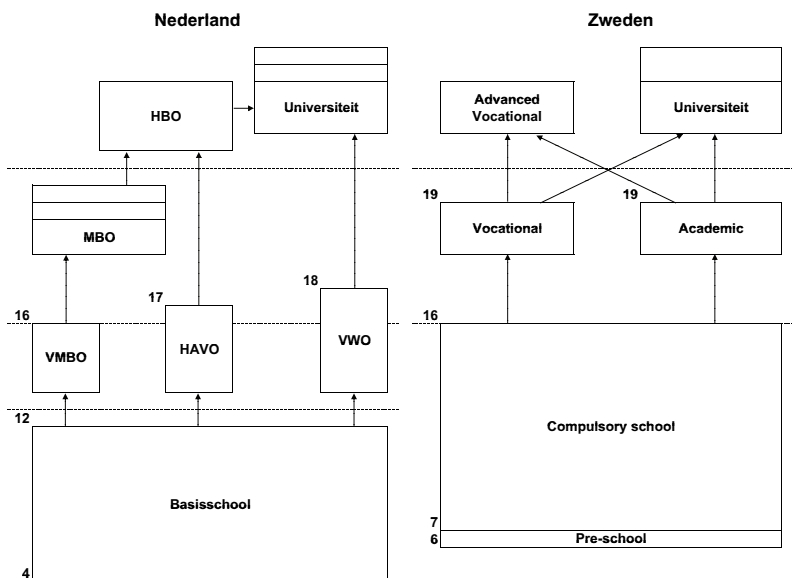 Nederland
HBO
Universiteit
MBO
18
17
16
VMBO
HAVO
VWO
12
Basisschool
4
Zweden
Advanced
Vocational
Universiteit
19
Vocational
19
Academic
16
Compulsory school
7
6
Pre-school